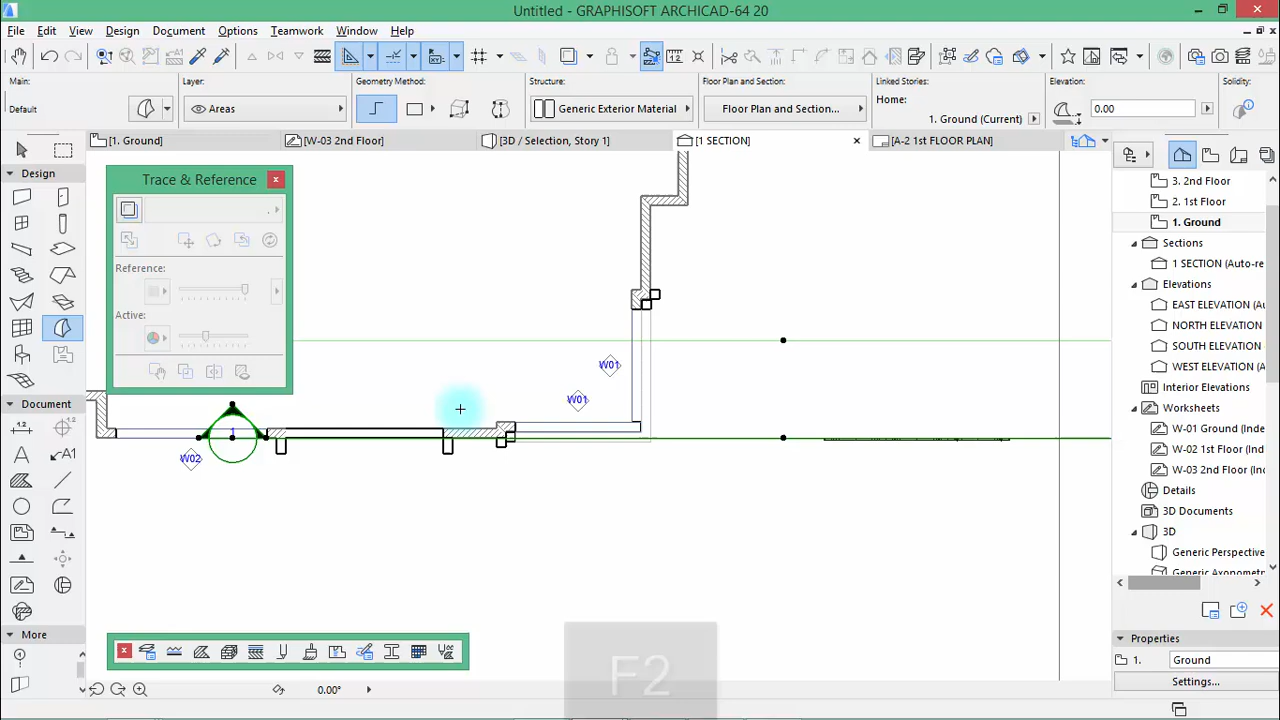 Untitled - GRAPHISOFT ARCHICAD-64 20
File Edit View Design Document Options Teamwork Window Help
Main:
Default
Layer:
Areas
Geometry Method:
Structure:
Generic Exterior Material
Floor Plan and Section:
Floor Plan and Section...
Linked Stories:
Home:
1. Ground (Current)
Elevation:
0.00
Solidity:
[1. Ground]
[W-03 2nd Floor]
[3D / Selection, Story 1]
[1 SECTION]
[A-2 1st FLOOR PLAN]
Design
Document
More
Trace & Reference
Reference:
Active:
W01
W01
W02
1
F2
0.00°
3. 2nd Floor
2. 1st Floor
1. Ground
Sections
1 SECTION (Auto-re
Elevations
EAST ELEVATION (Au
NORTH ELEVATION
SOUTH ELEVATION
WEST ELEVATION (A
Interior Elevations
Worksheets
W-01 Ground (Inde
W-02 1st Floor (Ind
W-03 2nd Floor (In
Details
3D Documents
3D
Generic Perspective
Generic Axonometr
Properties
1.
Ground
Settings...